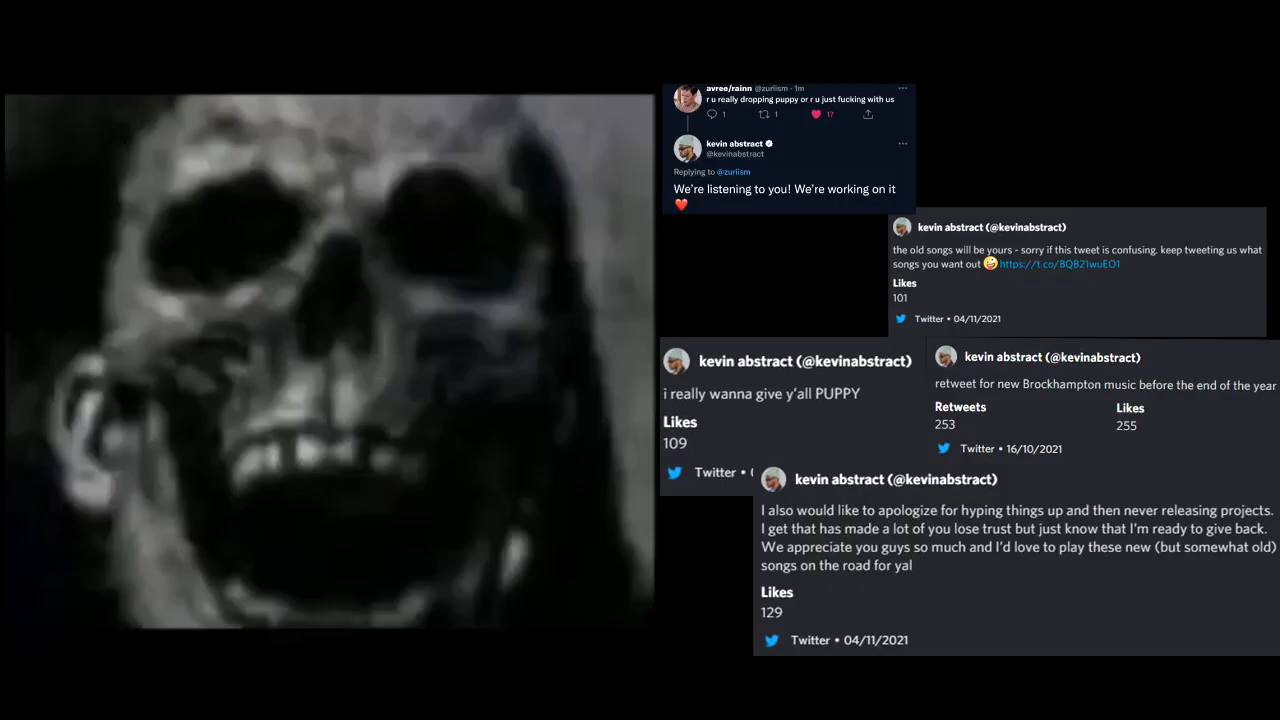 avree/rainn @zuriism · 1m
r u really dropping puppy or r u just fucking with us
1 1 17
kevin abstract
@kevinabstract
Replying to @zuriism
We're listening to you! We're working on it
❤️
kevin abstract (@kevinabstract)
the old songs will be yours - sorry if this tweet is confusing. keep tweeting us what
songs you want out 🤪 https://t.co/BQB21wuEO1
Likes
101
Twitter • 04/11/2021
kevin abstract (@kevinabstract)
i really wanna give y'all PUPPY
Likes
109
Twitter • (
kevin abstract (@kevinabstract)
retweet for new Brockhampton music before the end of the year
Retweets Likes
253 255
Twitter • 16/10/2021
kevin abstract (@kevinabstract)
I also would like to apologize for hyping things up and then never releasing projects.
I get that has made a lot of you lose trust but just know that I'm ready to give back.
We appreciate you guys so much and I'd love to play these new (but somewhat old)
songs on the road for yal
Likes
129
Twitter • 04/11/2021